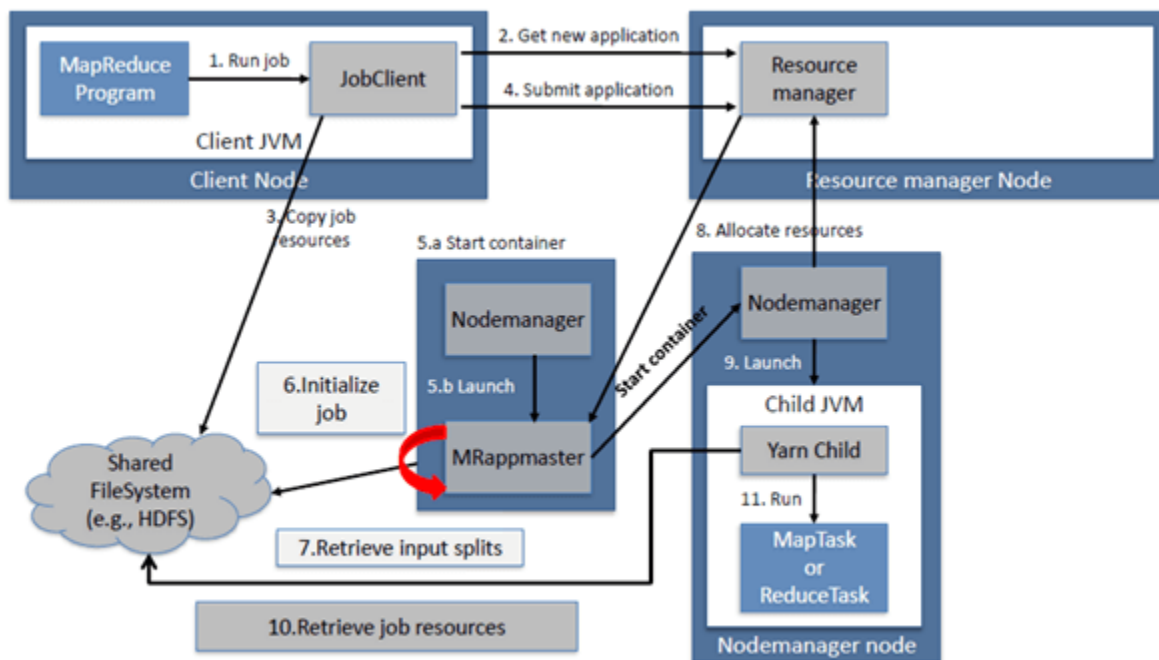 MapReduce
Program
1. Run job
JobClient
Client JVM
Client Node
2. Get new application
4. Submit application
Resource
manager
Resource manager Node
3. Copy job
resources
5.a Start container
Nodemanager
5.b Launch
MRappmaster
6.Initialize
job
Start container
8. Allocate resources
Nodemanager
9. Launch
Child JVM
Yarn Child
11. Run
MapTask
or
ReduceTask
Nodemanager node
Shared
FileSystem
(e.g., HDFS)
7.Retrieve input splits
10.Retrieve job resources